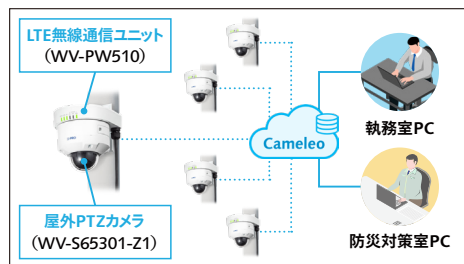 LTE無線通信ユニット
(WV-PW510)
屋外PTZカメラ
(WV-S65301-Z1)
Cameleo
執務室PC
防災対策室PC